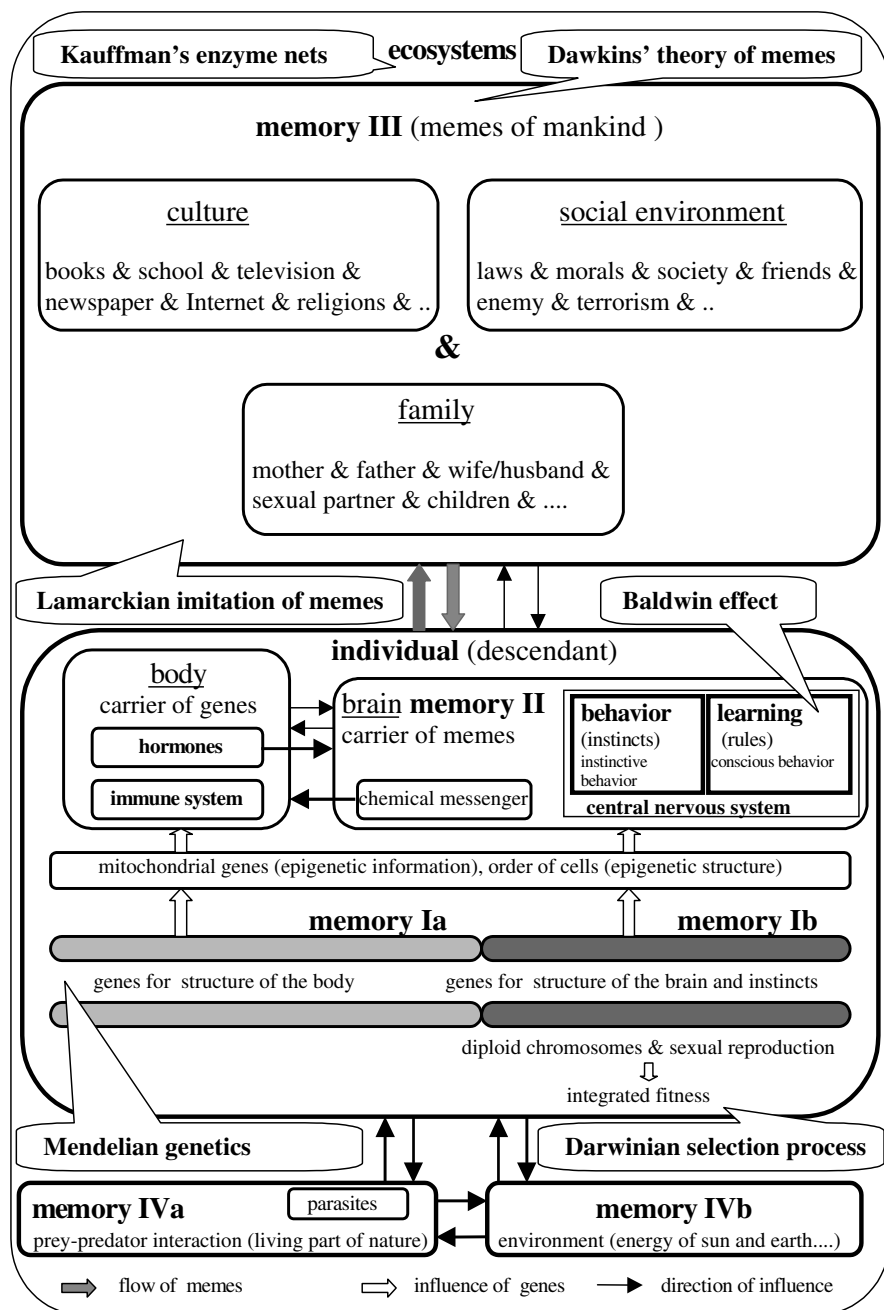 Kauffman's enzyme nets
ecosystems
Dawkins' theory of memes
memory III (memes of mankind )
culture
books & school & television &
newspaper & Internet & religions & ..
social environment
laws & morals & society & friends &
enemy & terrorism & ..
&
family
mother & father & wife/husband &
sexual partner & children & ....
Lamarckian imitation of memes
Baldwin effect
individual (descendant)
body
carrier of genes
hormones
immune system
brain memory II
carrier of memes
chemical messenger
behavior
(instincts)
instinctive
behavior
learning
(rules)
conscious behavior
central nervous system
mitochondrial genes (epigenetic information), order of cells (epigenetic structure)
memory Ia
memory Ib
genes for structure of the body
genes for structure of the brain and instincts
diploid chromosomes & sexual reproduction
integrated fitness
Mendelian genetics
Darwinian selection process
memory IVa
parasites
prey-predator interaction (living part of nature)
memory IVb
environment (energy of sun and earth....)
flow of memes
influence of genes
direction of influence